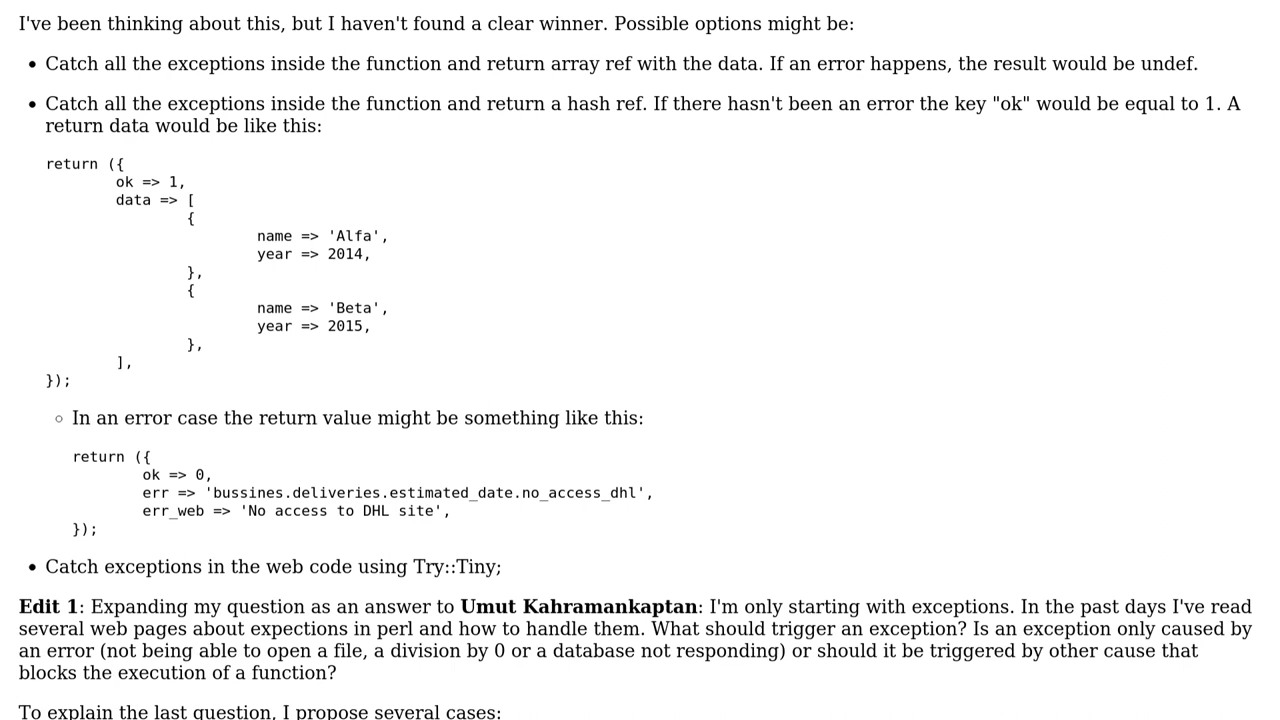 I've been thinking about this, but I haven't found a clear winner. Possible options might be:
• Catch all the exceptions inside the function and return array ref with the data. If an error happens, the result would be undef.
• Catch all the exceptions inside the function and return a hash ref. If there hasn't been an error the key "ok" would be equal to 1. A
return data would be like this:
return ({
        ok => 1,
        data => [
                {
                        name => 'Alfa',
                        year => 2014,
                },
                {
                        name => 'Beta',
                        year => 2015,
                },
        ],
});
◦ In an error case the return value might be something like this:
return ({
        ok => 0,
        err => 'bussines.deliveries.estimated_date.no_access_dhl',
        err_web => 'No access to DHL site',
});
• Catch exceptions in the web code using Try::Tiny;
Edit 1: Expanding my question as an answer to Umut Kahramankaptan: I'm only starting with exceptions. In the past days I've read
several web pages about expections in perl and how to handle them. What should trigger an exception? Is an exception only caused by
an error (not being able to open a file, a division by 0 or a database not responding) or should it be triggered by other cause that
blocks the execution of a function?
To explain the last question, I propose several cases: